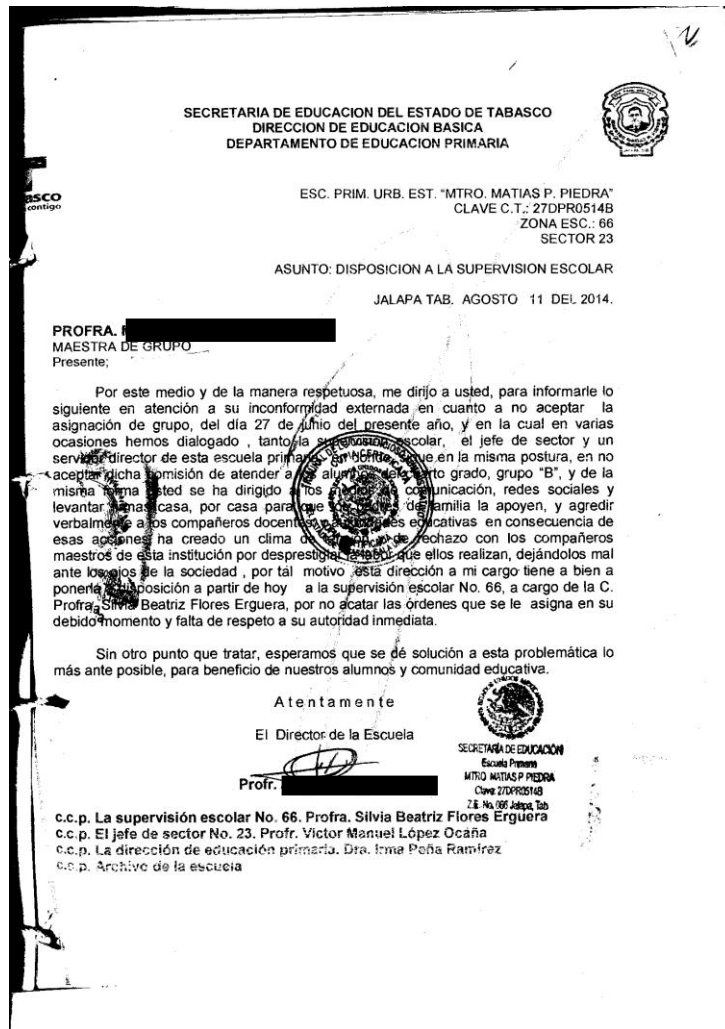 SECRETARIA DE EDUCACION DEL ESTADO DE TABASCO
DIRECCION DE EDUCACION BASICA
DEPARTAMENTO DE EDUCACION PRIMARIA
asco
contigo
ESC. PRIM. URB. EST. "MTRO. MATIAS P. PIEDRA"
CLAVE C.T.: 27DPR0514B
ZONA ESC.: 66
SECTOR 23
ASUNTO: DISPOSICION A LA SUPERVISION ESCOLAR
JALAPA TAB. AGOSTO 11 DEL 2014.
PROFRA.
MAESTRA DE GRUPO
Presente;
Por este medio y de la manera respetuosa, me dirijo a usted, para informarle lo
siguiente en atención a su inconformidad externada en cuanto a no aceptar la
asignación de grupo, del día 27 de junio del presente año, y en la cual en varias
ocasiones hemos dialogado , tanto la escolar, el jefe de sector y un
servidor director de esta escuela primaria, en la misma postura, en no
aceptar dicha comisión de atender a alumnos grado, grupo "B", y de la
misma forma usted se ha dirigido a los medios de comunicación, redes sociales y
levantar firmas casa, por casa para que los padres de familia la apoyen, y agredir
verbalmente a los compañeros docentes educativas en consecuencia de
esas acciones ha creado un clima de rechazo con los compañeros
maestros de esta institución por desprestigiar la labor que ellos realizan, dejándolos mal
ante los ojos de la sociedad , por tal motivo esta dirección a mi cargo tiene a bien a
ponerla a disposición a partir de hoy a la supervisión escolar No. 66, a cargo de la C.
Profra. Silvia Beatriz Flores Erguera, por no acatar las órdenes que se le asigna en su
debido momento y falta de respeto a su autoridad inmediata.
Sin otro punto que tratar, esperamos que se dé solución a esta problemática lo
más ante posible, para beneficio de nuestros alumnos y comunidad educativa.
Atentamente
El Director de la Escuela
Profr.
ESTADOS UNIDOS MEXICANOS
SECRETARÍA DE EDUCACIÓN
Escuela Primaria
MTRO MATIAS P PIEDRA
Clave 27DPR0514B
Z.E. No. 066 Jalapa, Tab
c.c.p. La supervisión escolar No. 66. Profra. Silvia Beatriz Flores Erguera
c.c.p. El jefe de sector No. 23. Profr. Victor Manuel López Ocaña
c.c.p. La dirección de educación primaria. Dra. Irma Peña Ramírez
c.c.p. Archivo de la escuela